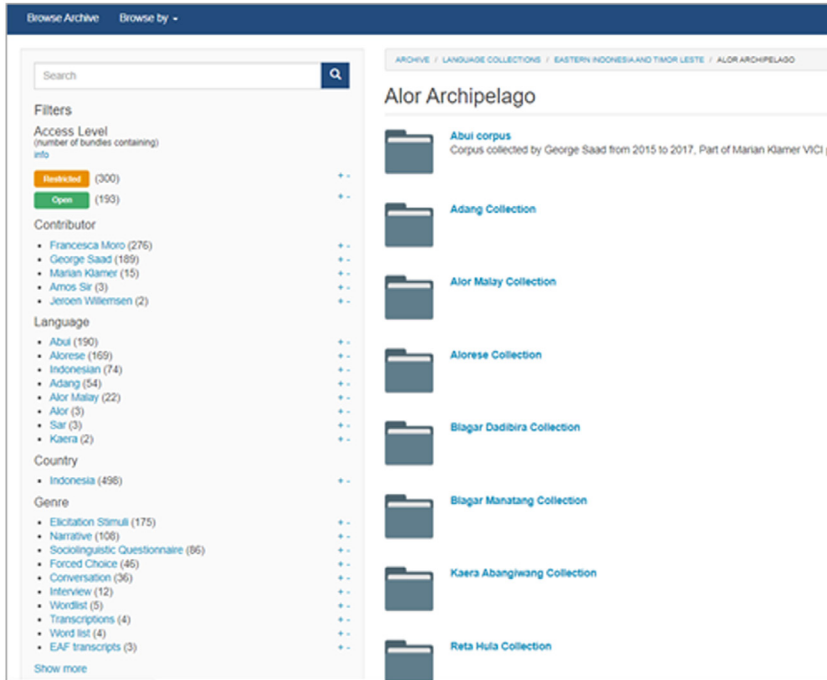 Browse Archive Browse by
Search
Filters
Access Level
(number of bundles containing)
info
Restricted (300) + -
Open (193) + -
Contributor
• Francesca Moro (276) + -
• George Saad (189) + -
• Marian Klamer (15) + -
• Amos Sir (3) + -
• Jeroen Willemsen (2) + -
Language
• Abui (190) + -
• Alorese (169) + -
• Indonesian (74) + -
• Adang (54) + -
• Alor Malay (22) + -
• Alor (3) + -
• Sar (3) + -
• Kaera (2) + -
Country
• Indonesia (498) + -
Genre
• Elicitation Stimuli (175) + -
• Narrative (108) + -
• Sociolinguistic Questionnaire (86) + -
• Forced Choice (46) + -
• Conversation (36) + -
• Interview (12) + -
• Wordlist (5) + -
• Transcriptions (4) + -
• Word list (4) + -
• EAF transcripts (3) + -
Show more
ARCHIVE / LANGUAGE COLLECTIONS / EASTERN INDONESIA AND TIMOR LESTE / ALOR ARCHIPELAGO
Alor Archipelago
Abui corpus
Corpus collected by George Saad from 2015 to 2017, Part of Marian Klamer VICI
Adang Collection
Alor Malay Collection
Alorese Collection
Blagar Dadibira Collection
Blagar Manatang Collection
Kaera Abangiwang Collection
Reta Hula Collection